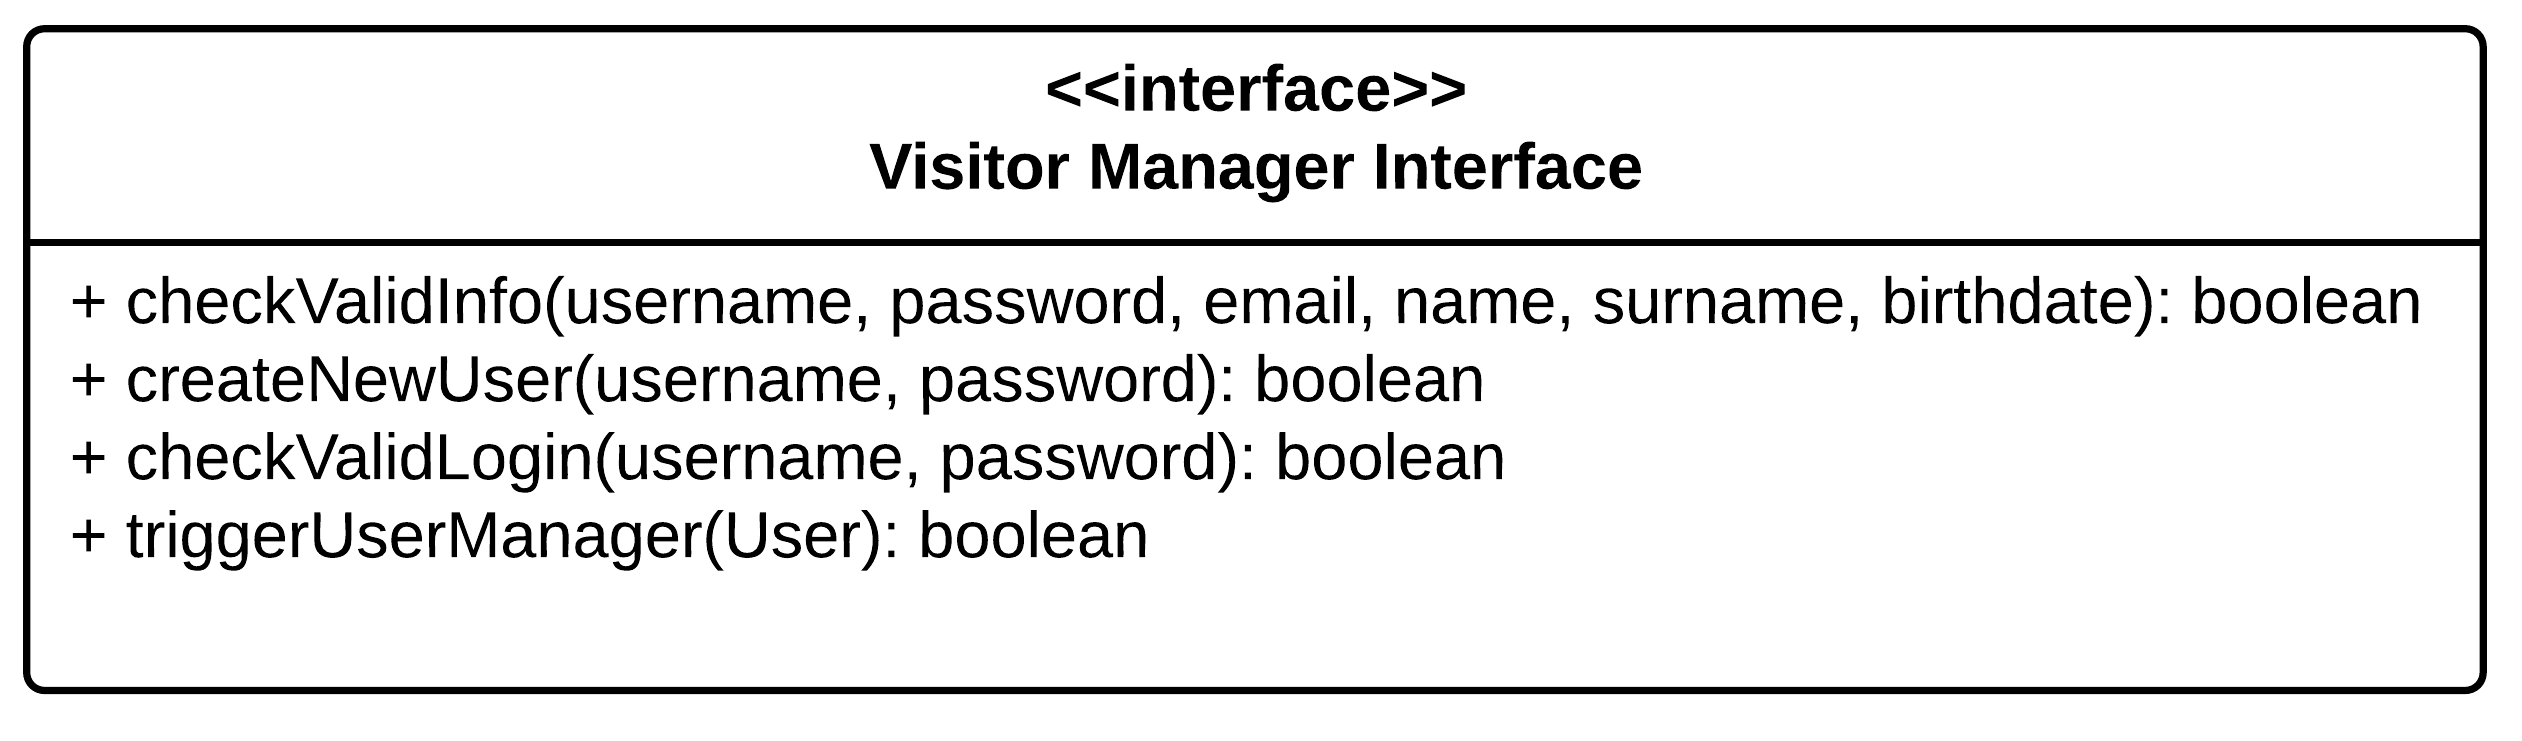 <<interface>>
Visitor Manager Interface
+ checkValidInfo(username, password, email, name, surname, birthdate): boolean
+ createNewUser(username, password): boolean
+ checkValidLogin(username, password): boolean
+ triggerUserManager(User): boolean